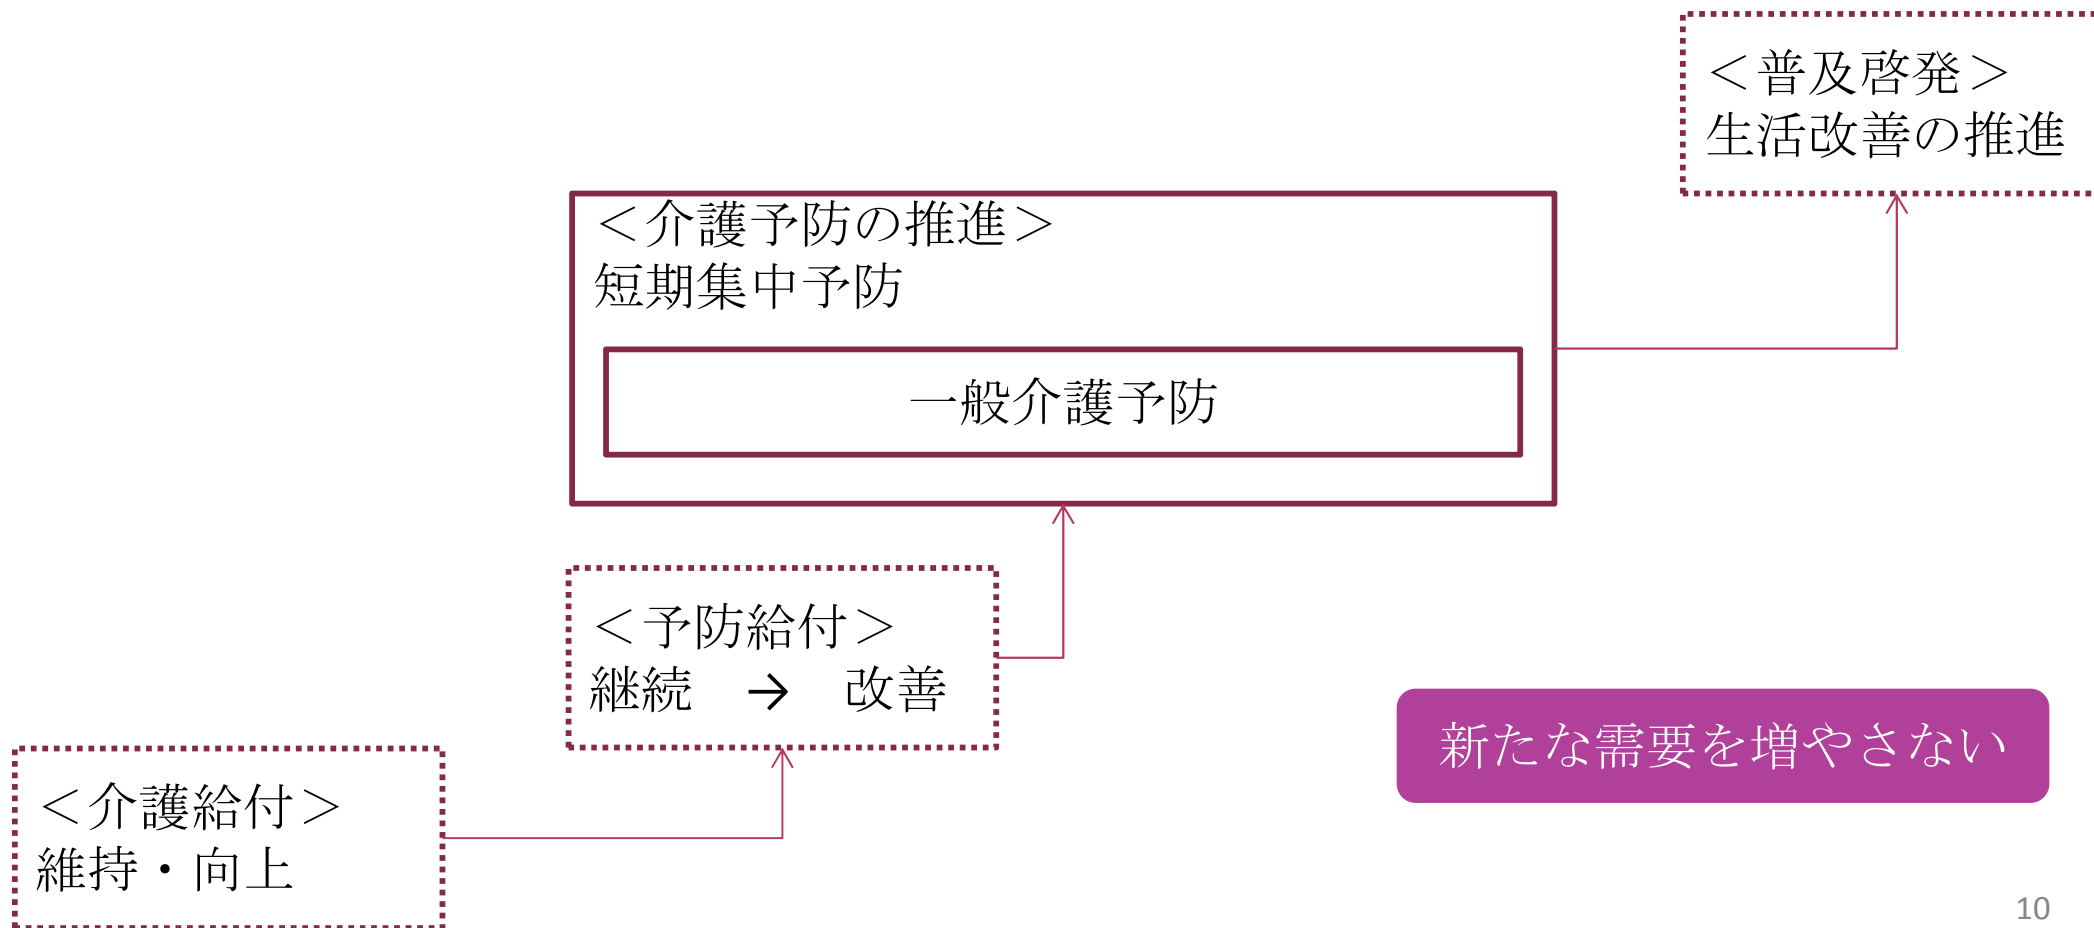 ＜普及啓発＞
生活改善の推進
＜介護予防の推進＞
短期集中予防
一般介護予防
＜予防給付＞
継続　→　改善
新たな需要を増やさない
＜介護給付＞
維持・向上
10